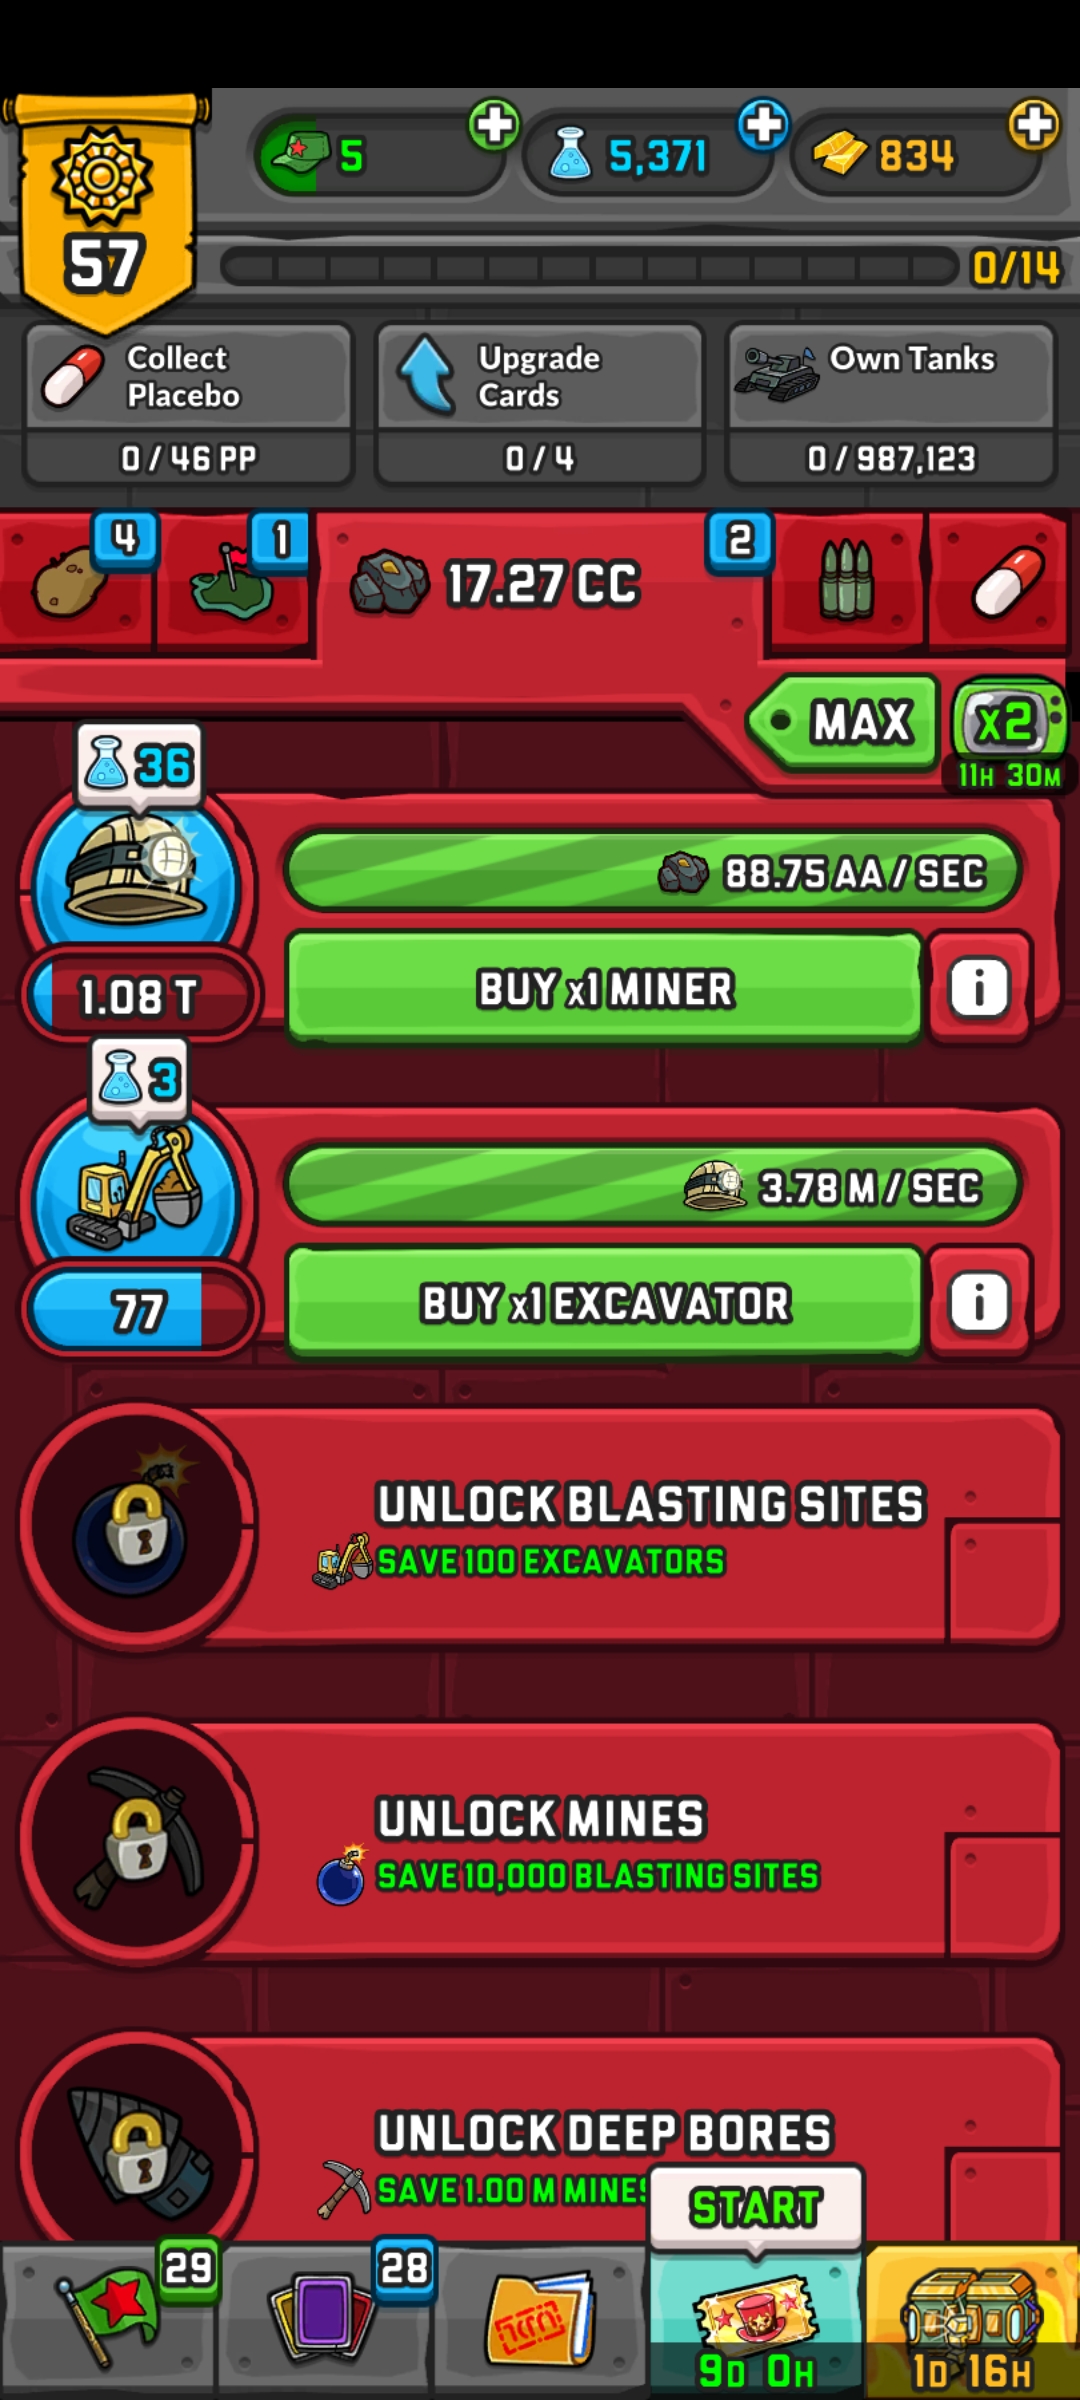 5
5,371
834
57
0/14
Collect
Placebo
0 / 46 PP
Upgrade
Cards
0 / 4
Own Tanks
0 / 987,123
4
1
17.27 CC
2
MAX
x2
11H 30M
36
88.75 AA / SEC
1.08 T
BUY x1 MINER
i
3
3.78 M / SEC
77
BUY x1 EXCAVATOR
i
UNLOCK BLASTING SITES
SAVE 100 EXCAVATORS
UNLOCK MINES
SAVE 10,000 BLASTING SITES
UNLOCK DEEP BORES
SAVE 1.00 M MINES
START
29
28
9D 0H
1D 16H